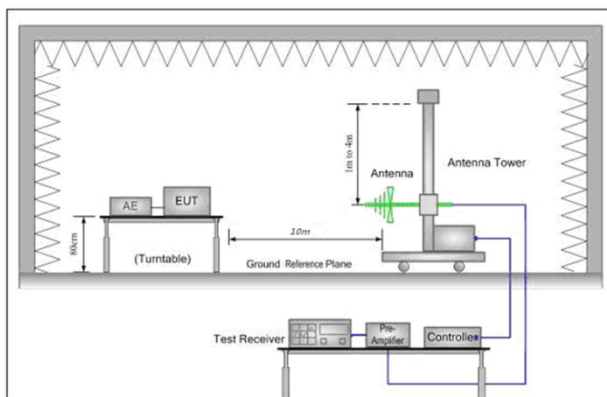 1m to 4m
Antenna
Antenna Tower
AE
EUT
80cm
(Turntable)
10m
Ground Reference Plane
Test Receiver
Pre-
Amplifier
Controller